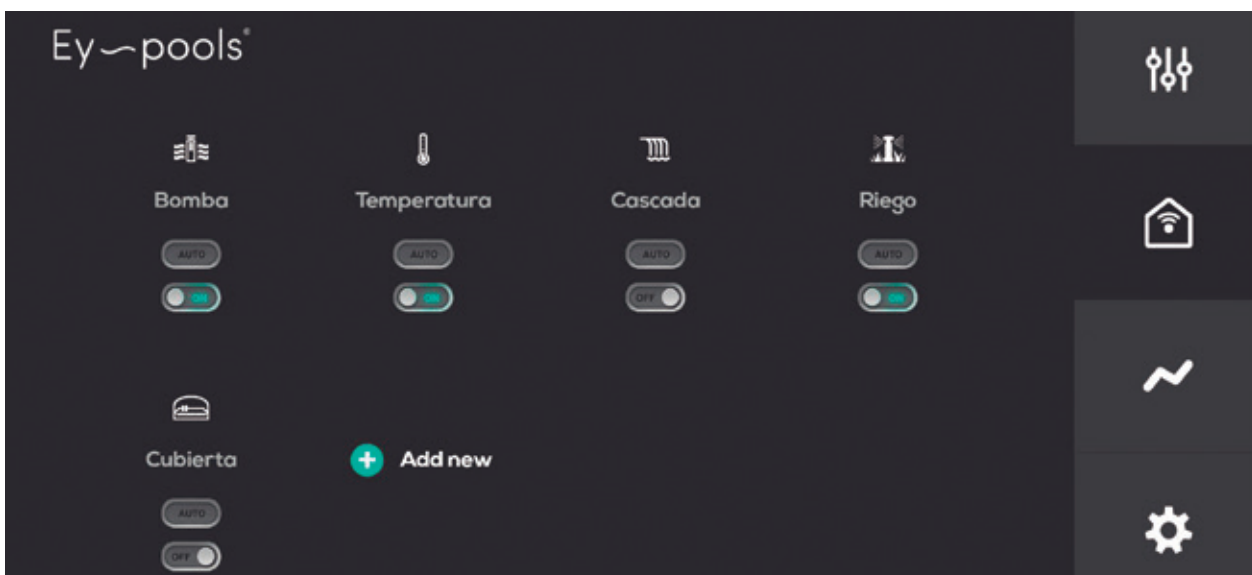 Ey-pools®
Bomba Temperatura Cascada Riego
AUTO AUTO AUTO AUTO
ON ON OFF ON
Cubierta Add new
AUTO
OFF